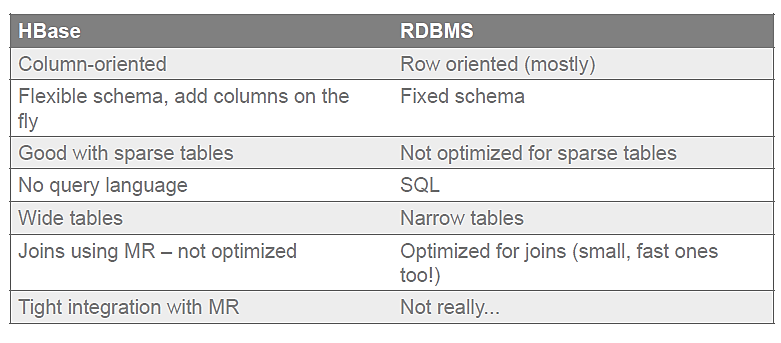 HBase RDBMS
Column-oriented Row oriented (mostly)
Flexible schema, add columns on the fly Fixed schema
Good with sparse tables Not optimized for sparse tables
No query language SQL
Wide tables Narrow tables
Joins using MR – not optimized Optimized for joins (small, fast ones too!)
Tight integration with MR Not really...